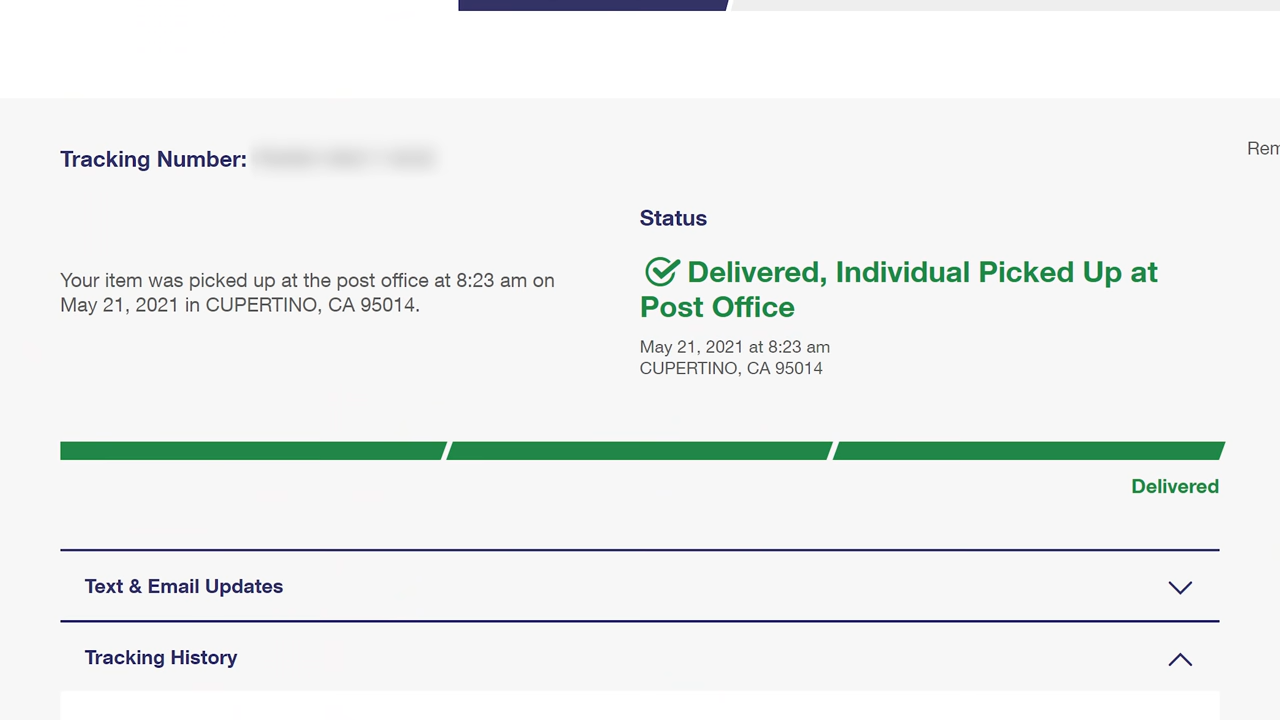 Tracking Number:
Rem
Status
Your item was picked up at the post office at 8:23 am on
May 21, 2021 in CUPERTINO, CA 95014.
Delivered, Individual Picked Up at
Post Office
May 21, 2021 at 8:23 am
CUPERTINO, CA 95014
Delivered
Text & Email Updates
Tracking History